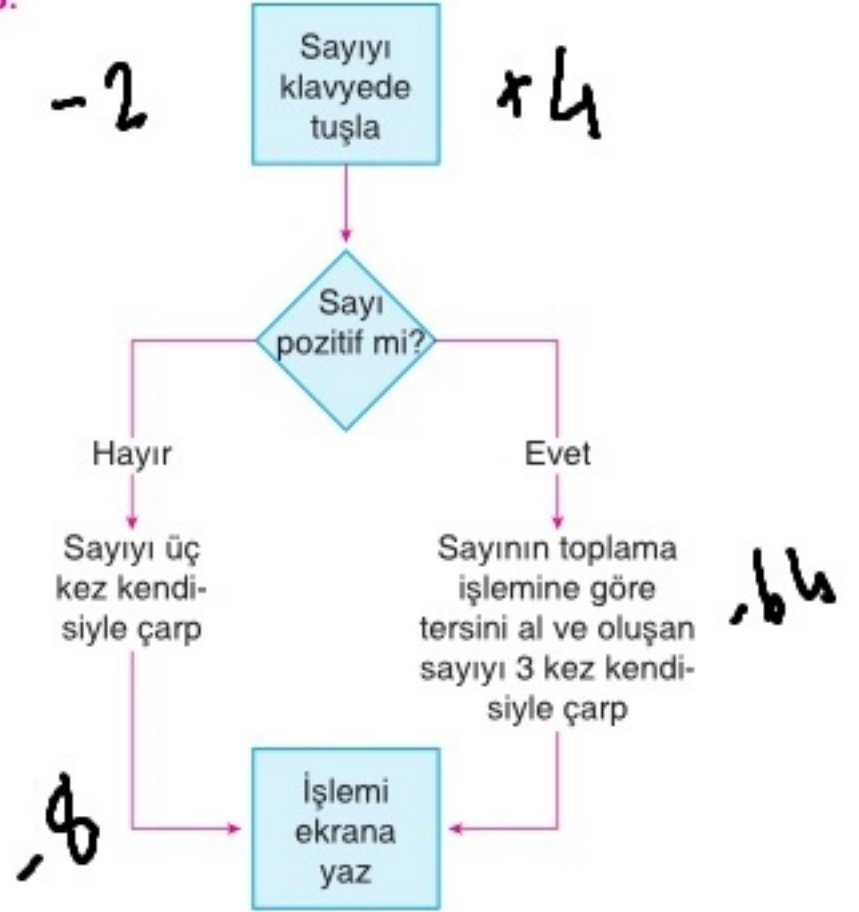 Sayıyı
klavyede
tuşla
-2
+4
Sayı
pozitif mi?
Hayır
Evet
Sayıyı üç
kez kendi-
siyle çarp
Sayının toplama
işlemine göre
tersini al ve oluşan
sayıyı 3 kez kendi-
siyle çarp
-64
İşlemi
ekrana
yaz
-8